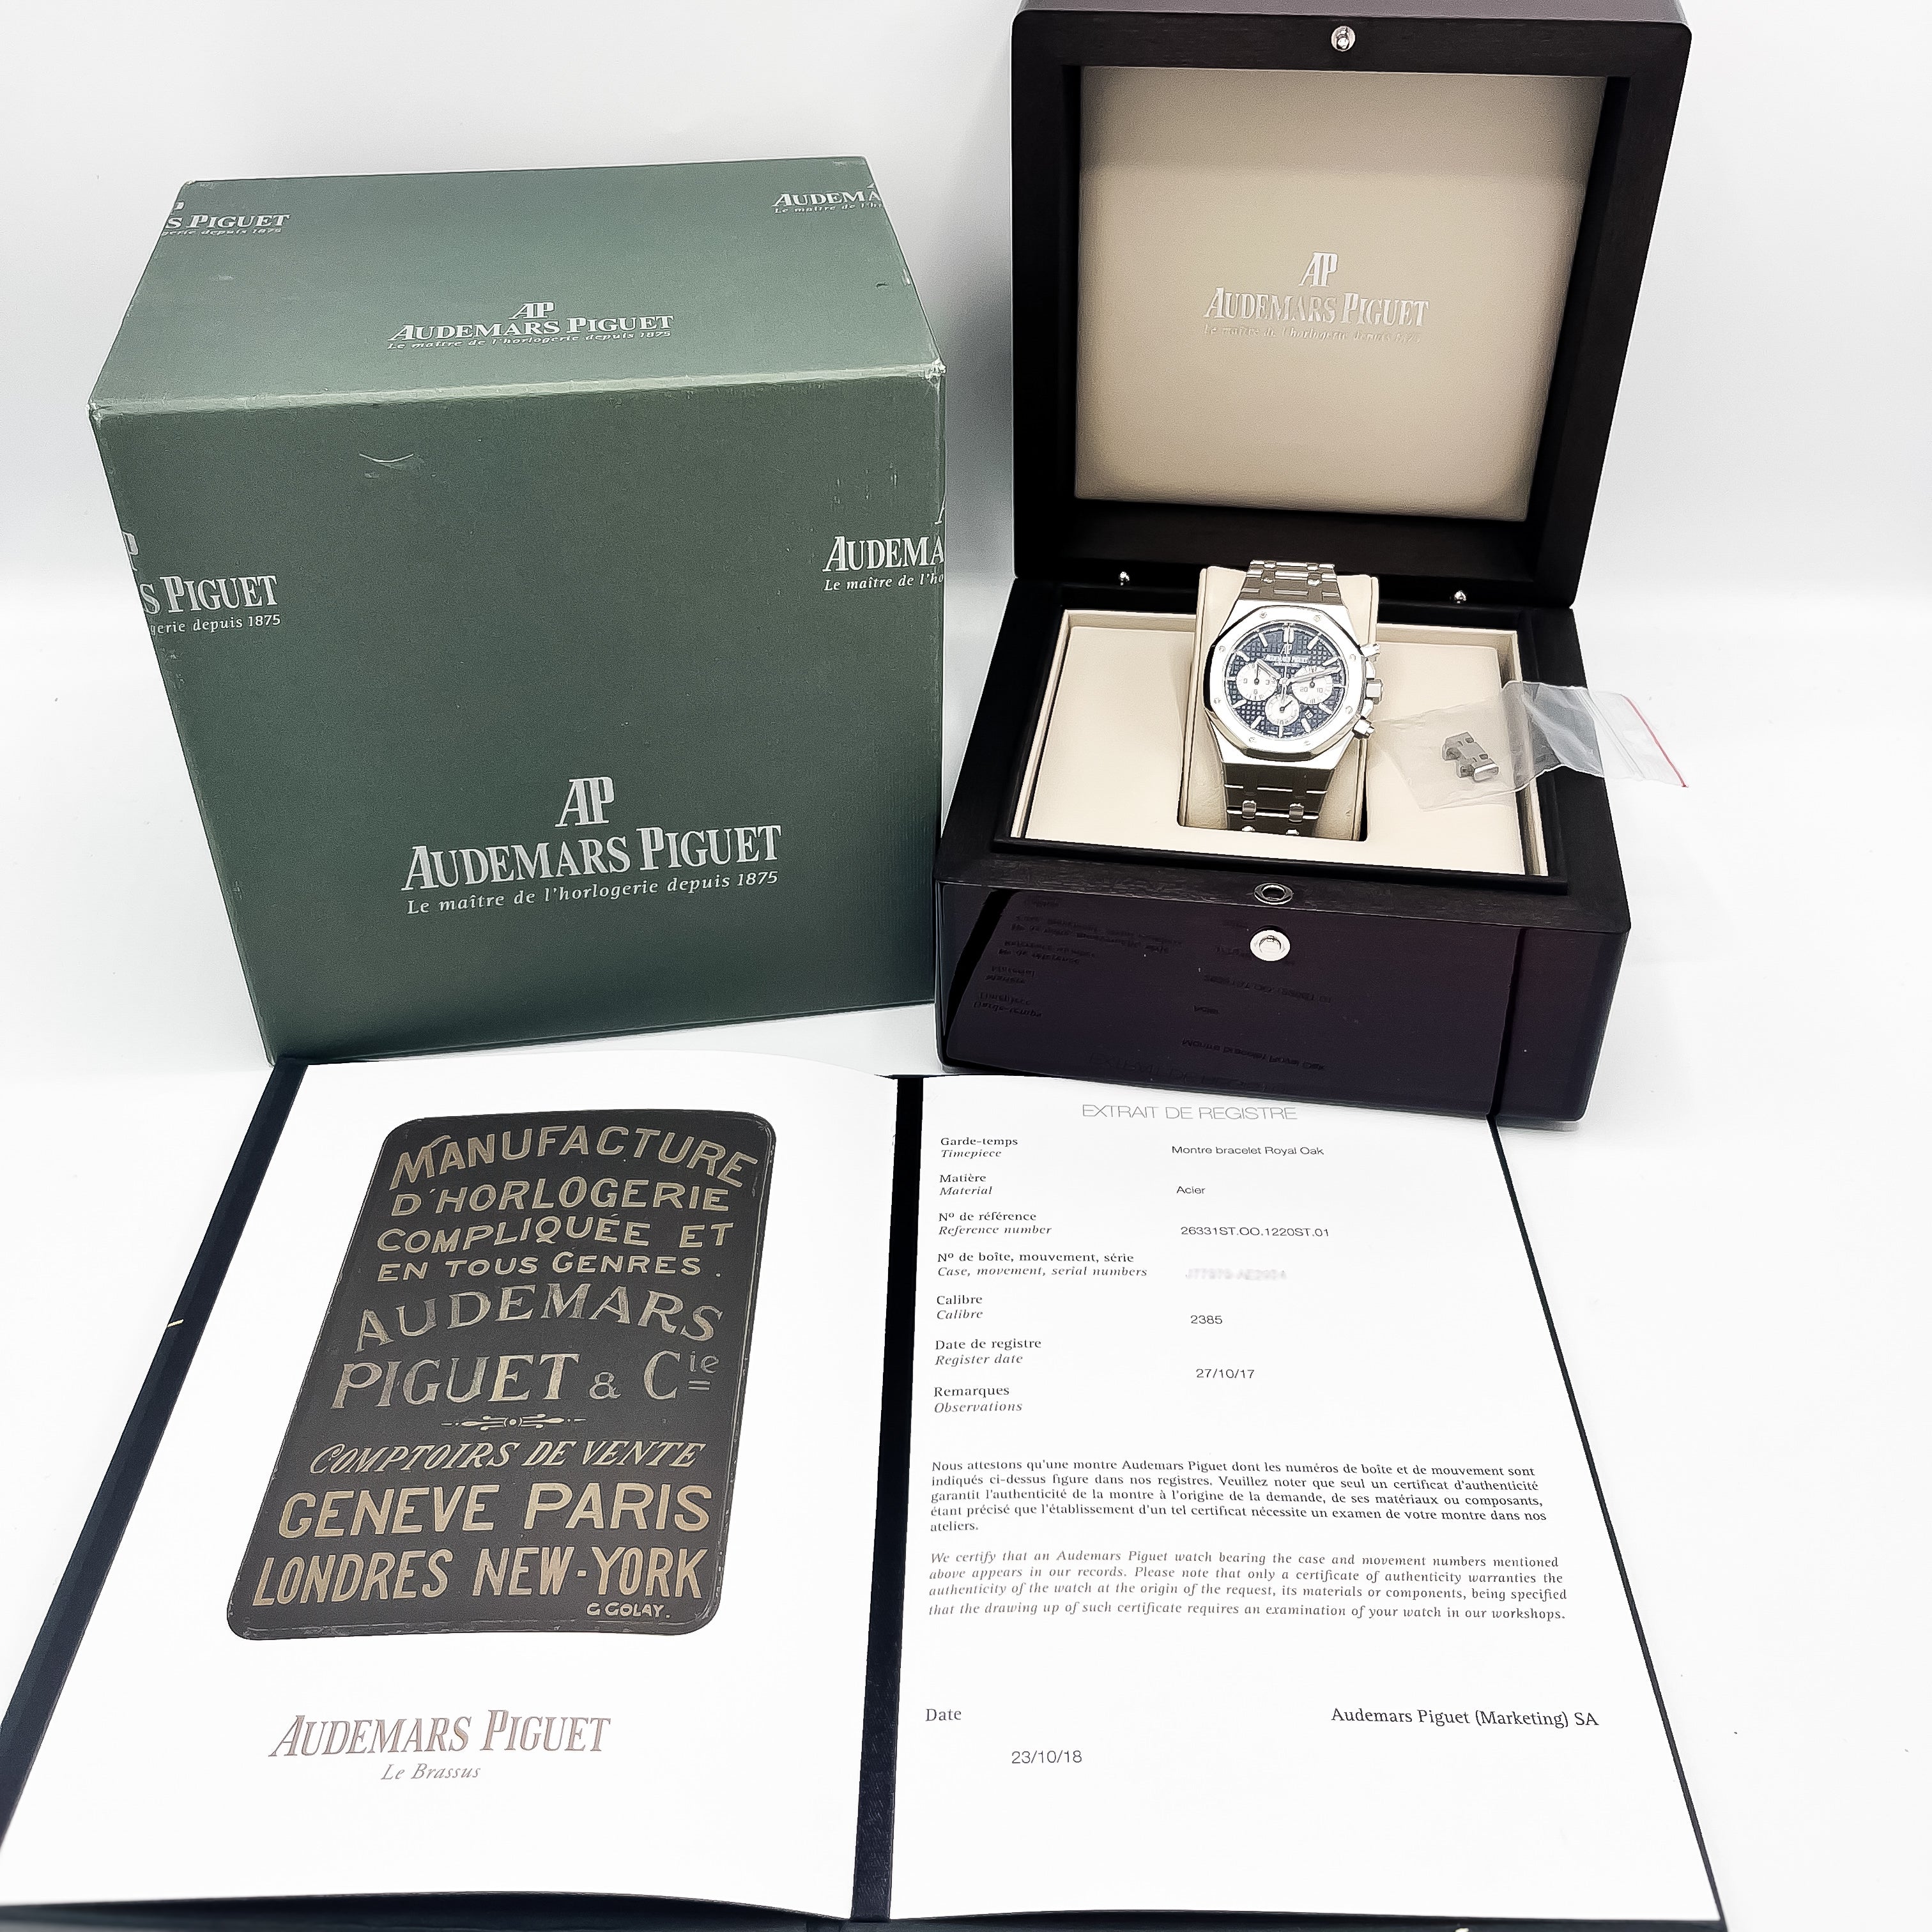 S PIGUET
gerie depuis 1875
AUDEMA
Le maître de l'h
AP
AUDEMARS PIGUET
Le maître de l'horlogerie depuis 1875
AUDEMA
Le maître de l'ho
S PIGUET
gerie depuis 1875
AP
AUDEMARS PIGUET
Le maître de l'horlogerie depuis 1875
AP
AUDEMARS PIGUET
Le maître de l'horlogerie depuis 1875
AUDEMARS PIGUET
MANUFACTURE
D'HORLOGERIE
COMPLIQUÉE ET
EN TOUS GENRES.
AUDEMARS
PIGUET & Cie
COMPTOIRS DE VENTE
GENEVE PARIS
LONDRES NEW-YORK
G GOLAY.
AUDEMARS PIGUET
Le Brassus
EXTRAIT DE REGISTRE
Garde-temps
Timepiece
Montre bracelet Royal Oak
Matière
Material
Acier
Nº de référence
Reference number
26331ST.OO.1220ST.01
Nº de boîte, mouvement, série
Case, movement, serial numbers
Calibre
Calibre
2385
Date de registre
Register date
27/10/17
Remarques
Observations
Nous attestons qu'une montre Audemars Piguet dont les numéros de boîte et de mouvement sont
indiqués ci-dessus figure dans nos registres. Veuillez noter que seul un certificat d'authenticité
garantit l'authenticité de la montre à l'origine de la demande, de ses matériaux ou composants,
étant précisé que l'établissement d'un tel certificat nécessite un examen de votre montre dans nos
ateliers.
We certify that an Audemars Piguet watch bearing the case and movement numbers mentioned
above appears in our records. Please note that only a certificate of authenticity warranties the
authenticity of the watch at the origin of the request, its materials or components, being specified
that the drawing up of such certificate requires an examination of your watch in our workshops.
Date
Audemars Piguet (Marketing) SA
23/10/18